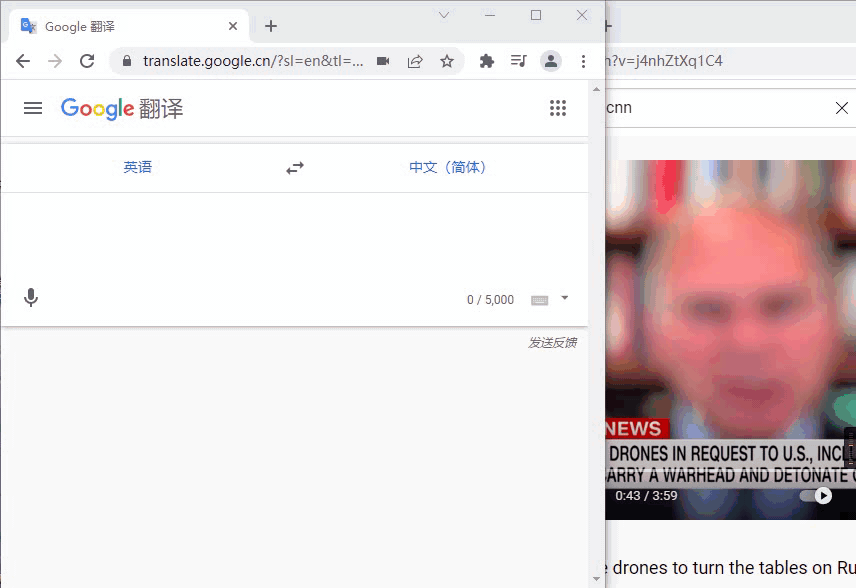 Google 翻译
translate.google.cn/?sl=en&tl=...
?v=j4nhZtXq1C4
Google 翻译
cnn
英语
中文（简体）
0 / 5,000
发送反馈
NEWS
DRONES IN REQUEST TO U.S., INCL
CARRY A WARHEAD AND DETONATE
0:43 / 3:59
drones to turn the tables on Ru